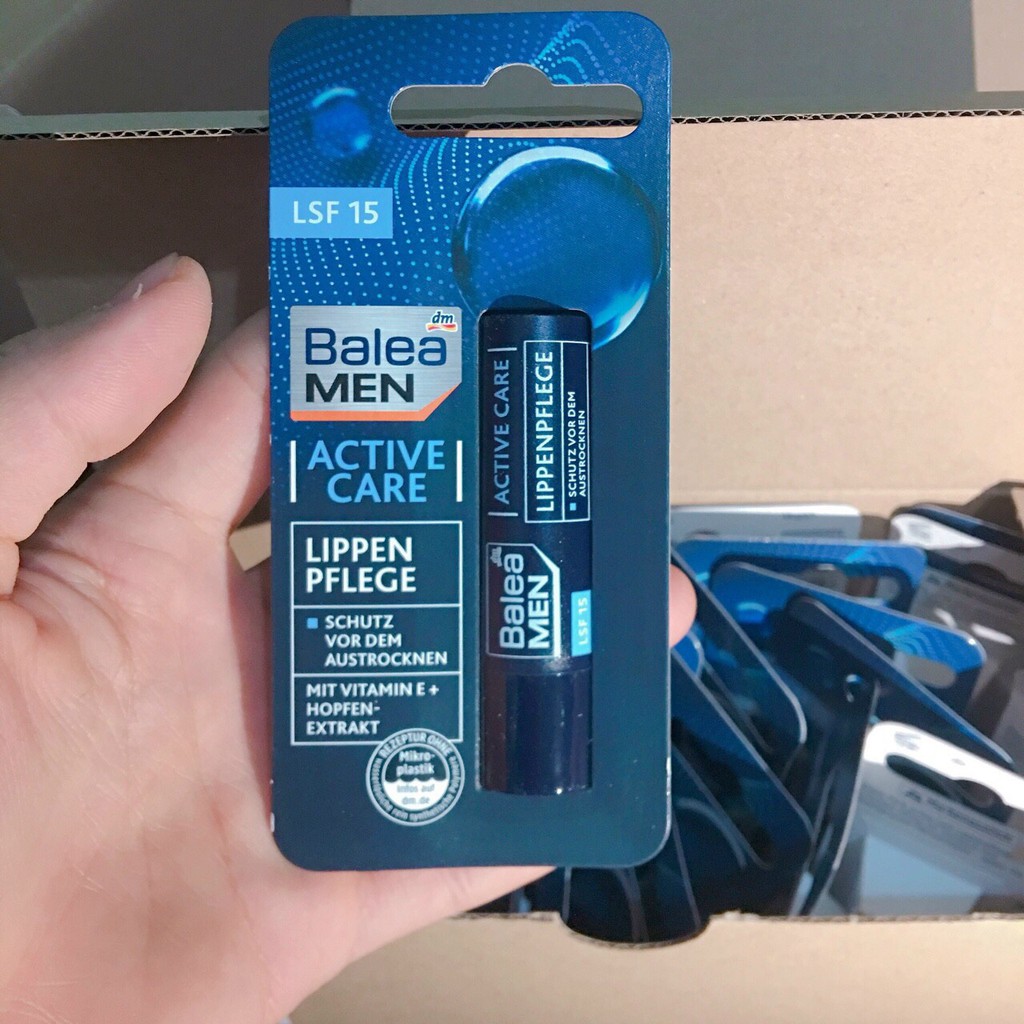 LSF 15
dm
Balea
MEN
ACTIVE
CARE
LIPPEN
PFLEGE
SCHUTZ
VOR DEM
AUSTROCKNEN
MIT VITAMIN E +
HOPFEN-
EXTRAKT
REZEPTUR OHNE
Mikro-
plastik
Infos auf
dm.de
ACTIVE CARE
LIPPENPFLEGE
SCHUTZ VOR DEM
AUSTROCKNEN
dm
Balea
MEN
LSF 15